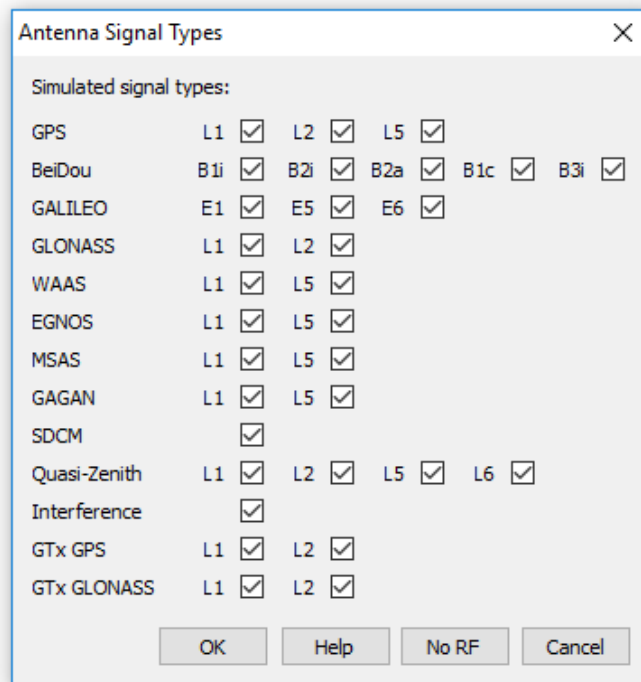 Antenna Signal Types
Simulated signal types:
GPS L1 L2 L5
BeiDou B1i B2i B2a B1c B3i
GALILEO E1 E5 E6
GLONASS L1 L2
WAAS L1 L5
EGNOS L1 L5
MSAS L1 L5
GAGAN L1 L5
SDCM
Quasi-Zenith L1 L2 L5 L6
Interference
GTx GPS L1 L2
GTx GLONASS L1 L2
OK Help No RF Cancel